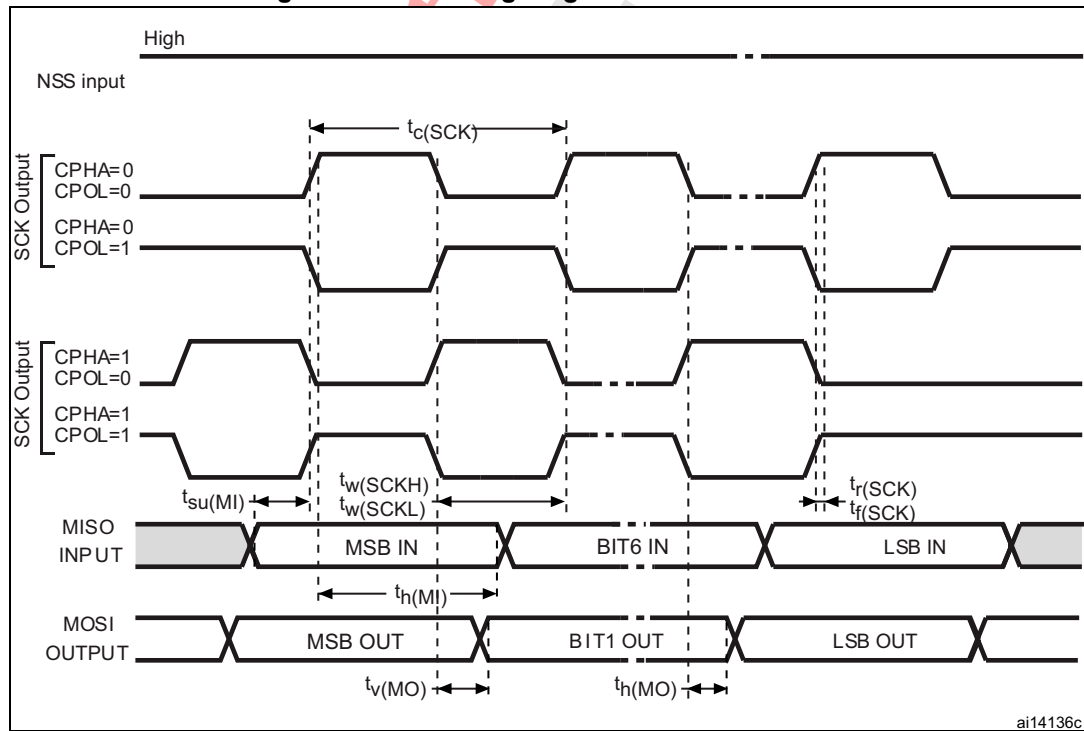 High
NSS input
tc(SCK)
SCK Output
CPHA=0
CPOL=0
CPHA=0
CPOL=1
SCK Output
CPHA=1
CPOL=0
CPHA=1
CPOL=1
tsu(MI)
tw(SCKH)
tw(SCKL)
tr(SCK)
tf(SCK)
MISO
INPUT
MSB IN
BIT6 IN
LSB IN
th(MI)
MOSI
OUTPUT
MSB OUT
BIT1 OUT
LSB OUT
tv(MO)
th(MO)
ai14136c